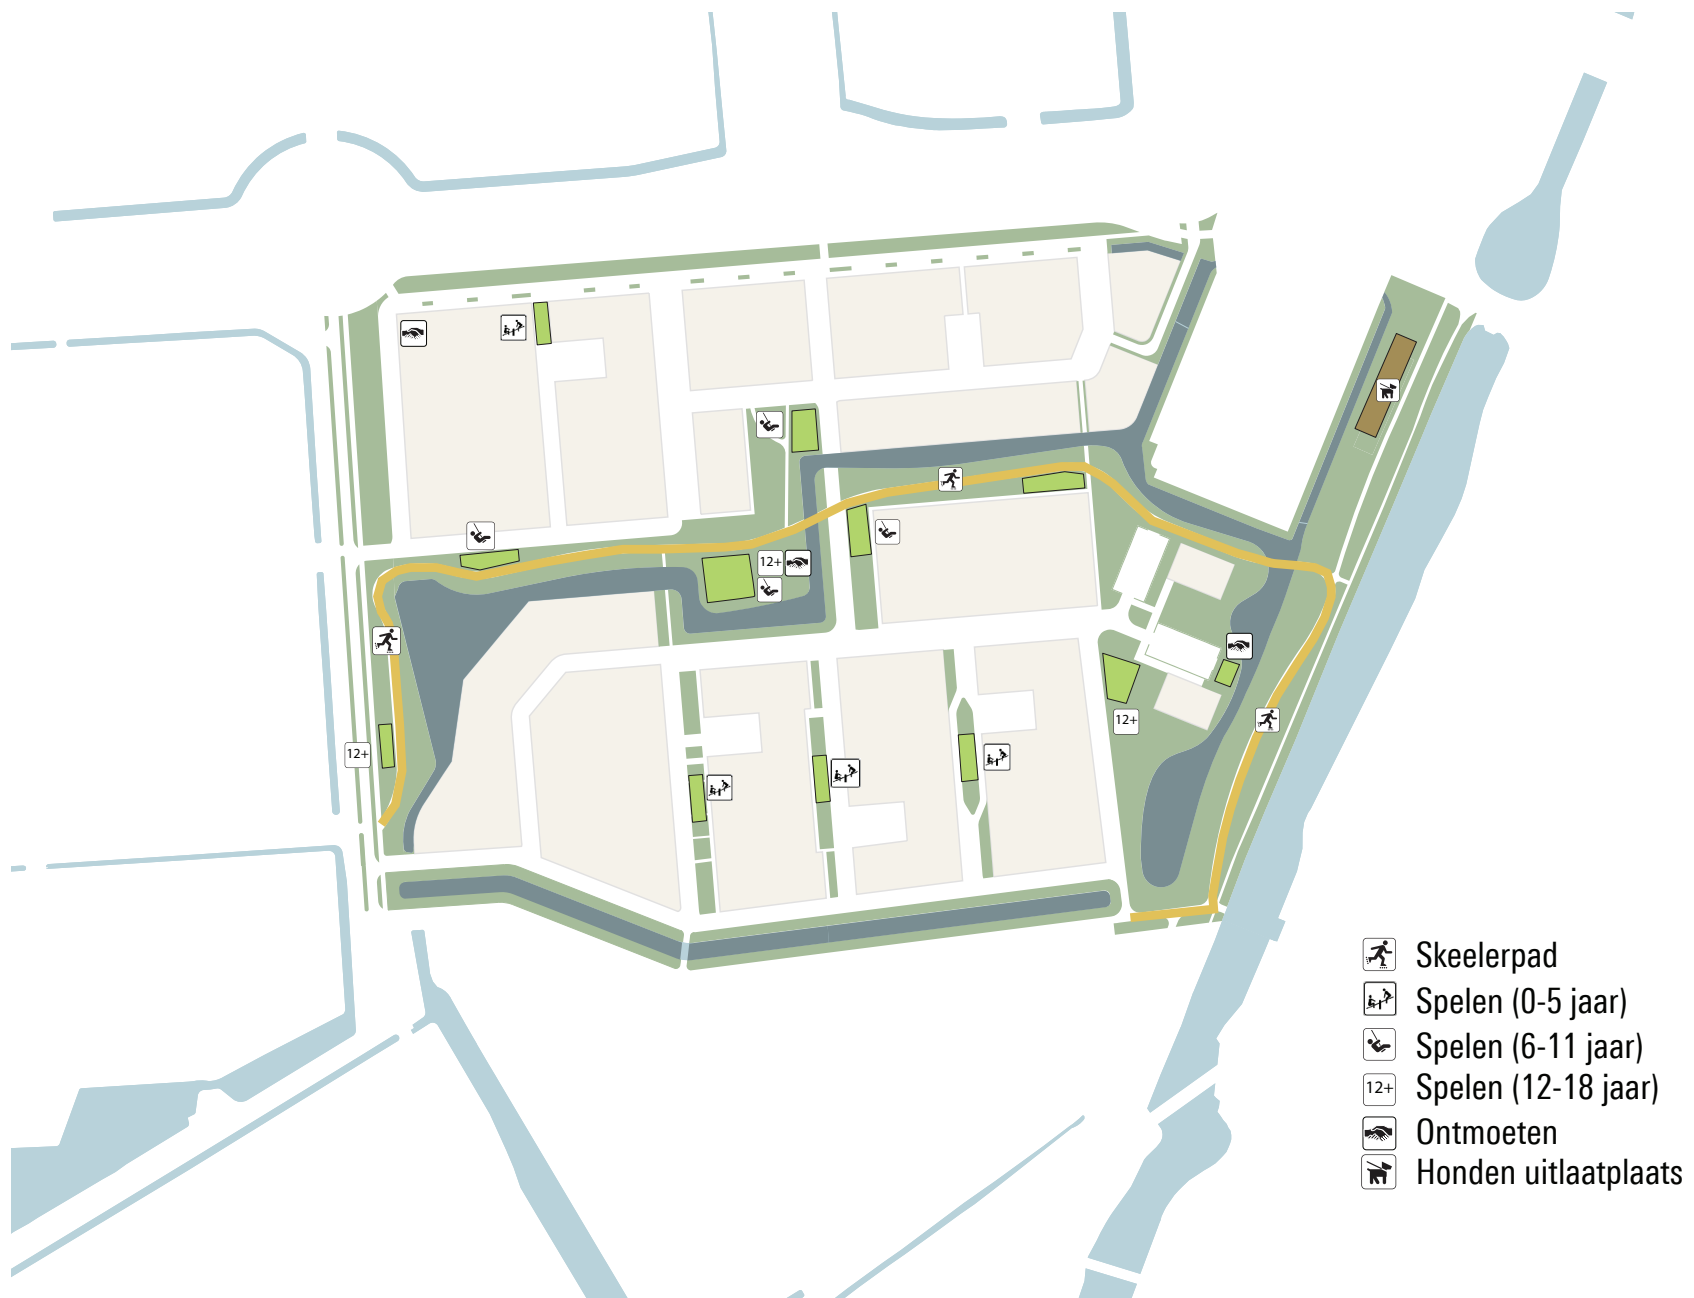 12+
12+
12+
Skeelerpad
Spelen (0-5 jaar)
Spelen (6-11 jaar)
12+ Spelen (12-18 jaar)
Ontmoeten
Honden uitlaatplaats